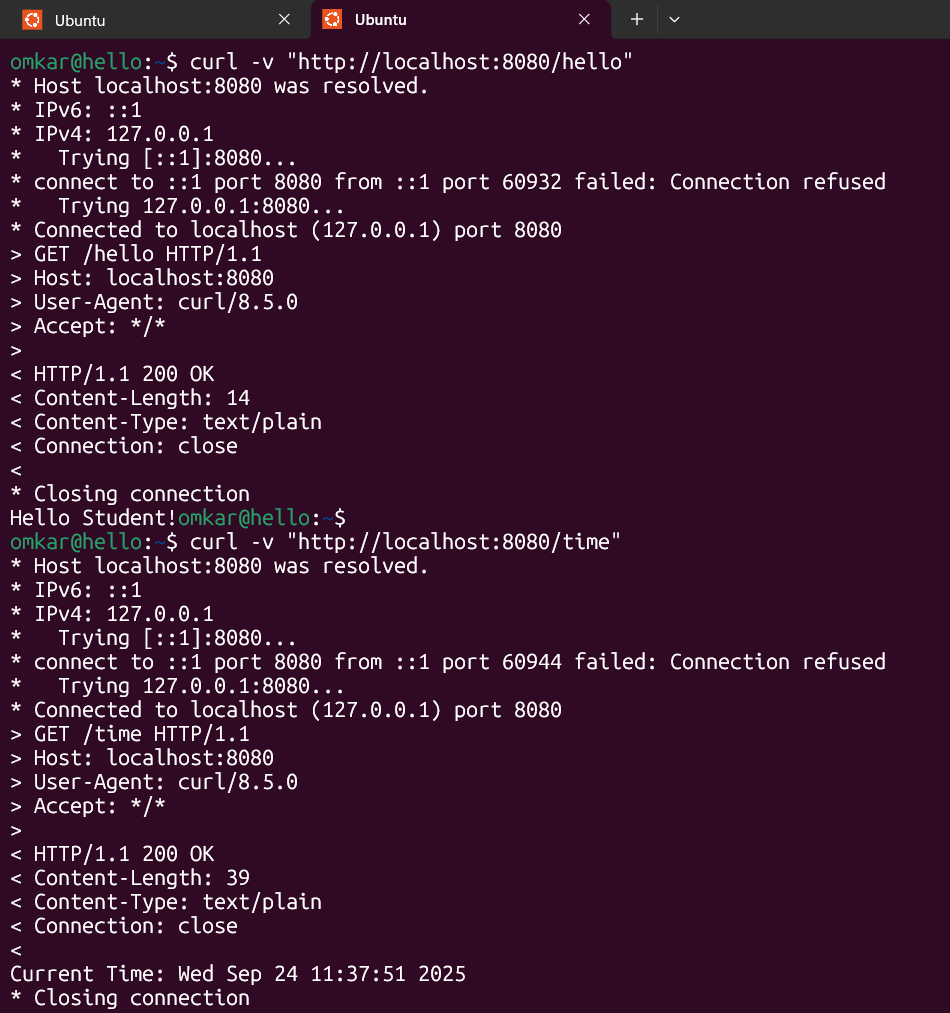 Ubuntu
Ubuntu
omkar@hello:~$ curl -v "http://localhost:8080/hello"
* Host localhost:8080 was resolved.
* IPv6: ::1
* IPv4: 127.0.0.1
*   Trying [::1]:8080...
* connect to ::1 port 8080 from ::1 port 60932 failed: Connection refused
*   Trying 127.0.0.1:8080...
* Connected to localhost (127.0.0.1) port 8080
> GET /hello HTTP/1.1
> Host: localhost:8080
> User-Agent: curl/8.5.0
> Accept: */*
>
< HTTP/1.1 200 OK
< Content-Length: 14
< Content-Type: text/plain
< Connection: close
<
* Closing connection
Hello Student!omkar@hello:~$
omkar@hello:~$ curl -v "http://localhost:8080/time"
* Host localhost:8080 was resolved.
* IPv6: ::1
* IPv4: 127.0.0.1
*   Trying [::1]:8080...
* connect to ::1 port 8080 from ::1 port 60944 failed: Connection refused
*   Trying 127.0.0.1:8080...
* Connected to localhost (127.0.0.1) port 8080
> GET /time HTTP/1.1
> Host: localhost:8080
> User-Agent: curl/8.5.0
> Accept: */*
>
< HTTP/1.1 200 OK
< Content-Length: 39
< Content-Type: text/plain
< Connection: close
<
Current Time: Wed Sep 24 11:37:51 2025
* Closing connection